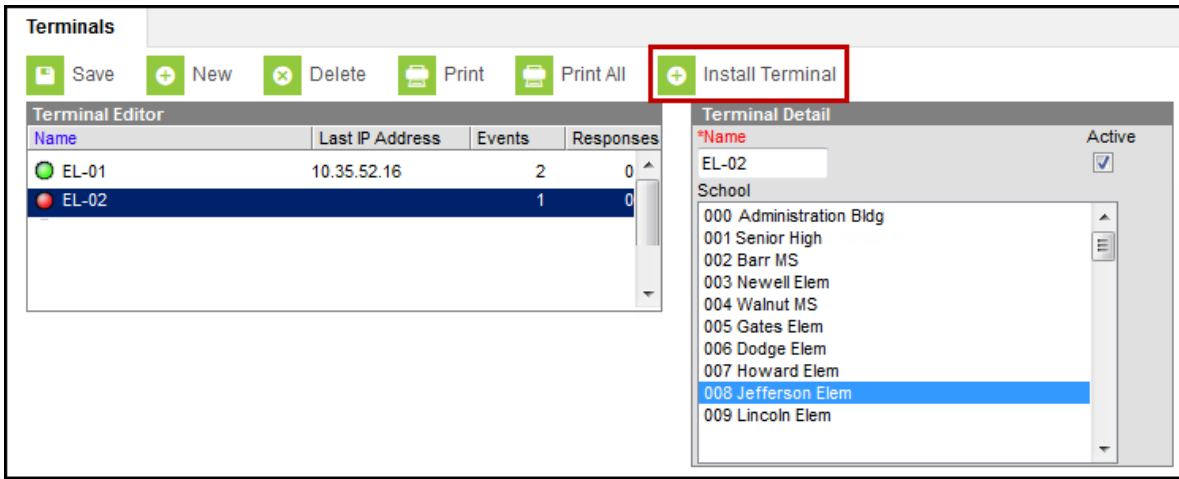 Terminals
Save New Delete Print Print All Install Terminal
Terminal Editor
Name Last IP Address Events Responses
EL-01 10.35.52.16 2 0
EL-02 1 0
Terminal Detail
*Name Active
EL-02
School
000 Administration Bldg
001 Senior High
002 Barr MS
003 Newell Elem
004 Walnut MS
005 Gates Elem
006 Dodge Elem
007 Howard Elem
008 Jefferson Elem
009 Lincoln Elem